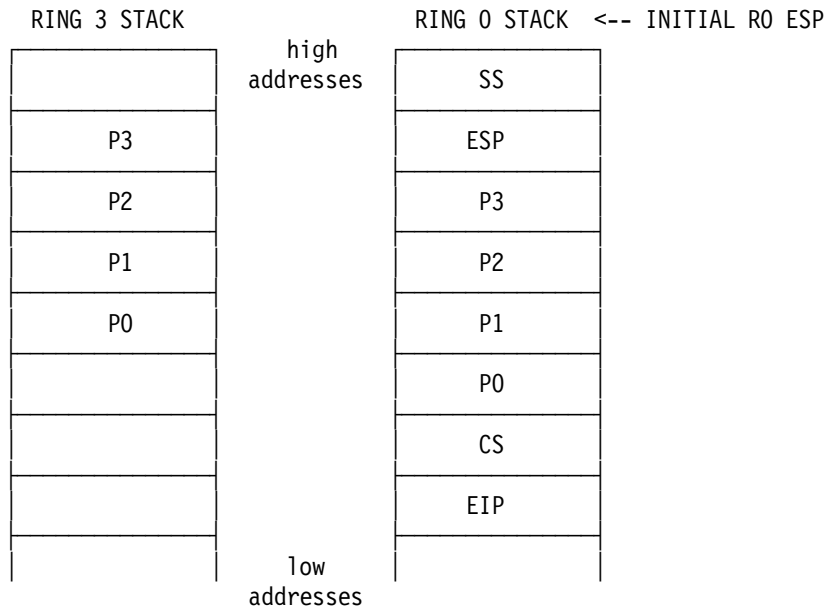 RING 3 STACK RING 0 STACK <-- INITIAL R0 ESP
high
addresses SS
P3 ESP
P2 P3
P1 P2
P0 P1
P0
CS
EIP
low
addresses